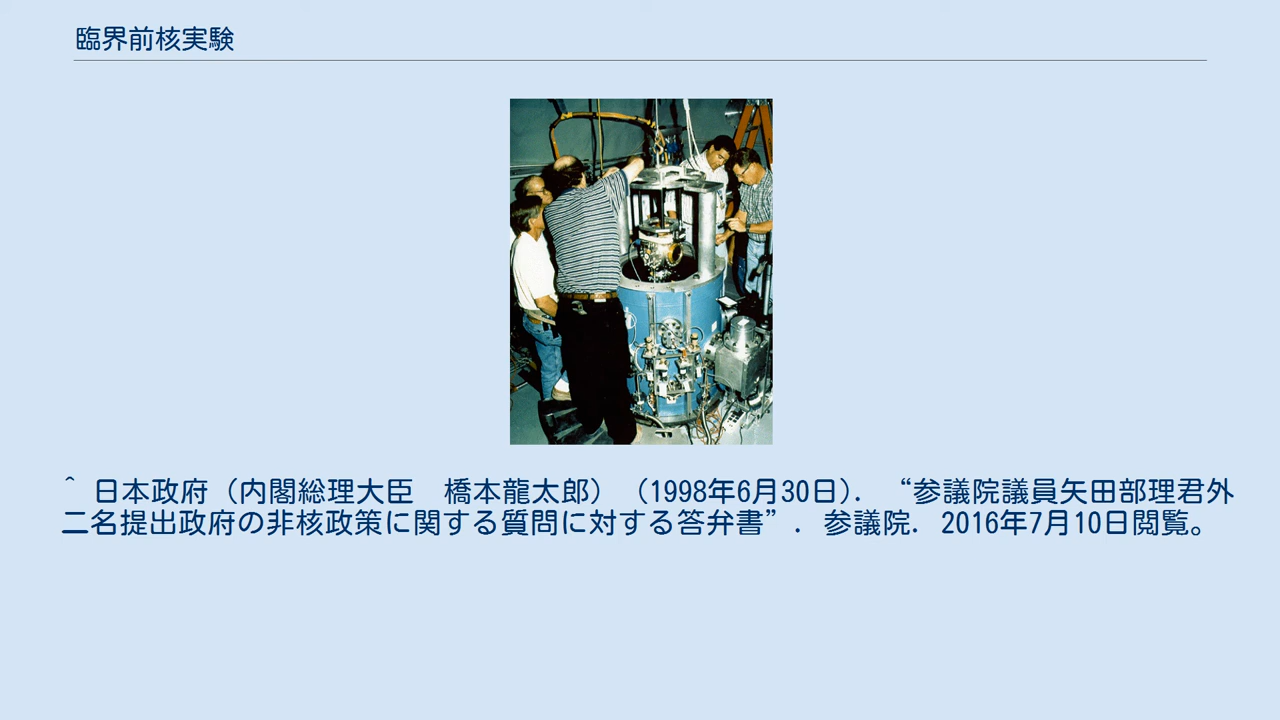 臨界前核実験
^ 日本政府（内閣総理大臣　橋本龍太郎）（1998年6月30日）. “参議院議員矢田部理君外
二名提出政府の非核政策に関する質問に対する答弁書”. 参議院. 2016年7月10日閲覧。